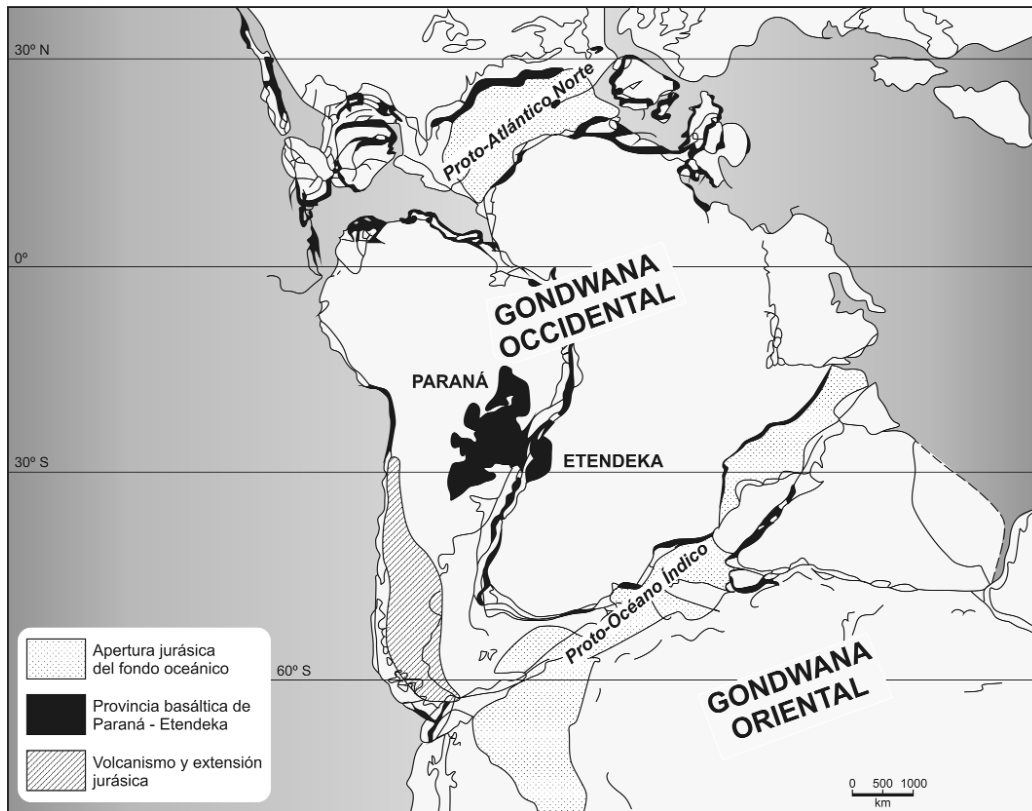 30º N
Proto-Atlántico Norte
0º
GONDWANA
OCCIDENTAL
PARANÁ
ETENDEKA
30º S
Proto-Océano Índico
60º S
GONDWANA
ORIENTAL
Apertura jurásica
del fondo oceánico
Provincia basáltica de
Paraná - Etendeka
Volcanismo y extensión
jurásica
0 500 1000
km